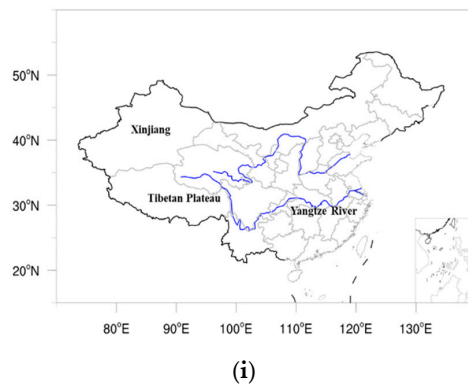 50°N
Xinjiang
40°N
Tibetan Plateau
30°N
Yangtze River
20°N
80°E 90°E 100°E 110°E 120°E 130°E
(i)